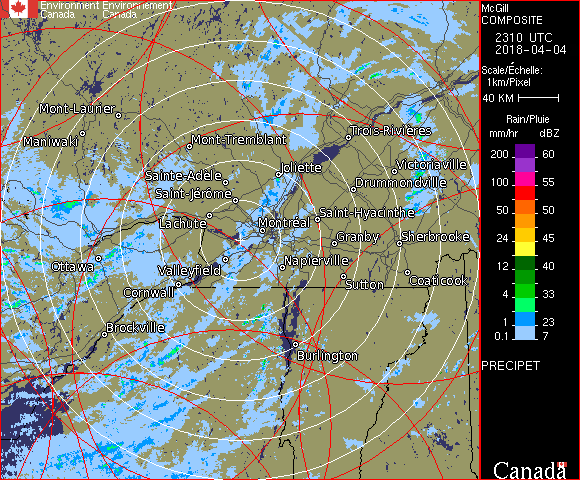 Environment Environnement
Canada Canada
McGill
COMPOSITE
2310 UTC
2018-04-04
Scale/Échelle:
1km/Pixel
40 KM
Rain/Pluie
mm/hr dBZ
200 60
100 55
50 50
24 45
12 40
4 33
1 23
0.1 7
PRECIPET
Canada
Mont-Laurier
Maniwaki
Mont-Tremblant
Trois-Rivières
Joliette
Victoriaville
Sainte-Adèle
Drummondville
Saint-Jérôme
Lachute
Saint-Hyacinthe
Montréal
Granby
Sherbrooke
Ottawa
Valleyfield
Napierville
Cornwall
Sutton
Coaticook
Brockville
Burlington